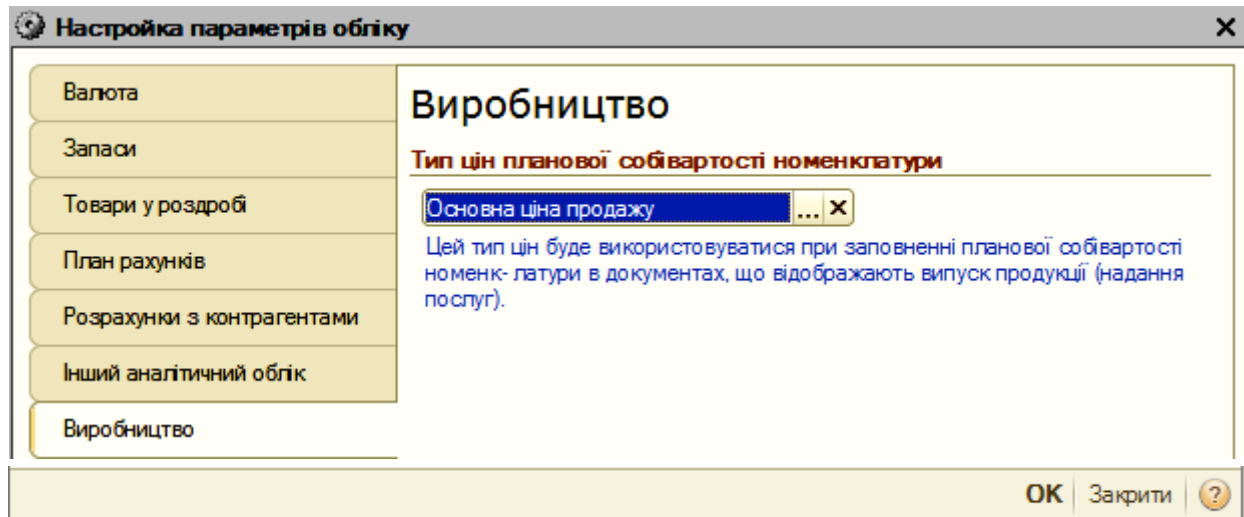 Настройка параметрів обліку
Валюта
Запаси
Товари у роздробі
План рахунків
Розрахунки з контрагентами
Інший аналітичний облік
Виробництво
Виробництво
Тип цін планової собівартості номенклатури
Основна ціна продажу ...
Цей тип цін буде використовуватися при заповненні планової собівартості
номенк- латури в документах, що відображають випуск продукції (надання
послуг).
OK Закрити ?